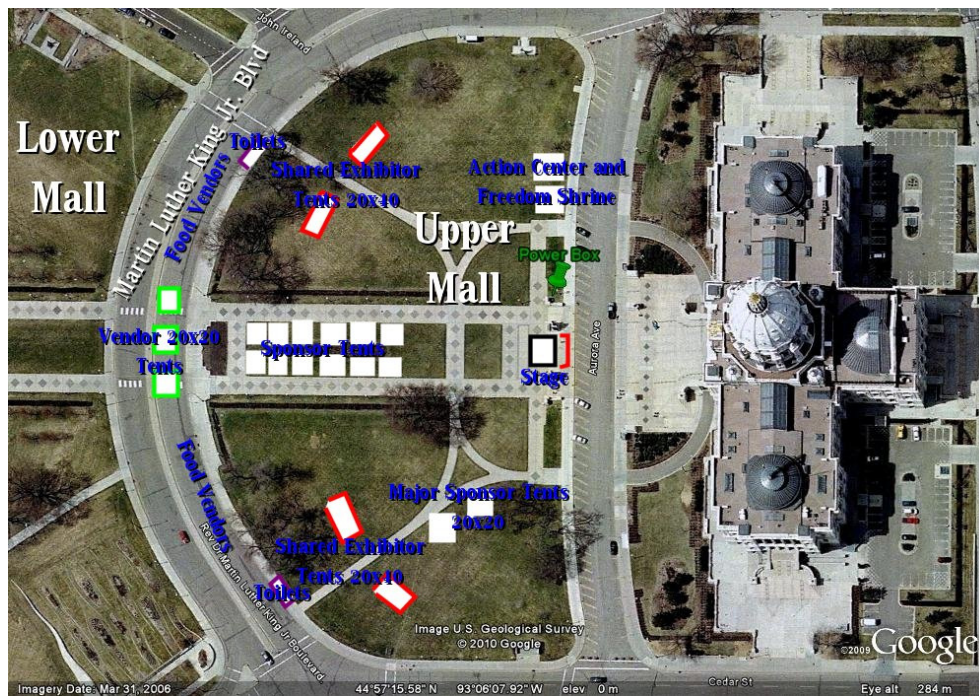 John Ireland
Lower
Mall
Martin Luther King Jr. Blvd
Food Vendors
Toilets
Shared Exhibitor
Tents 20x40
Action Center and
Freedom Shrine
Upper
Mall
Power Box
Vendor 20x20
Tents
Sponsor Tents
Stage
Aurora Ave
Food Vendors
Major Sponsor Tents
20x20
Shared Exhibitor
Tents 20x40
Toilets
Rev Dr Martin Luther King Jr Boulevard
Image U.S. Geological Survey
© 2010 Google
©2009 Google
Cedar St
Imagery Date: Mar 31, 2006
44°57'15.58" N 93°06'07.92" W elev 0 m
Eye alt 284 m